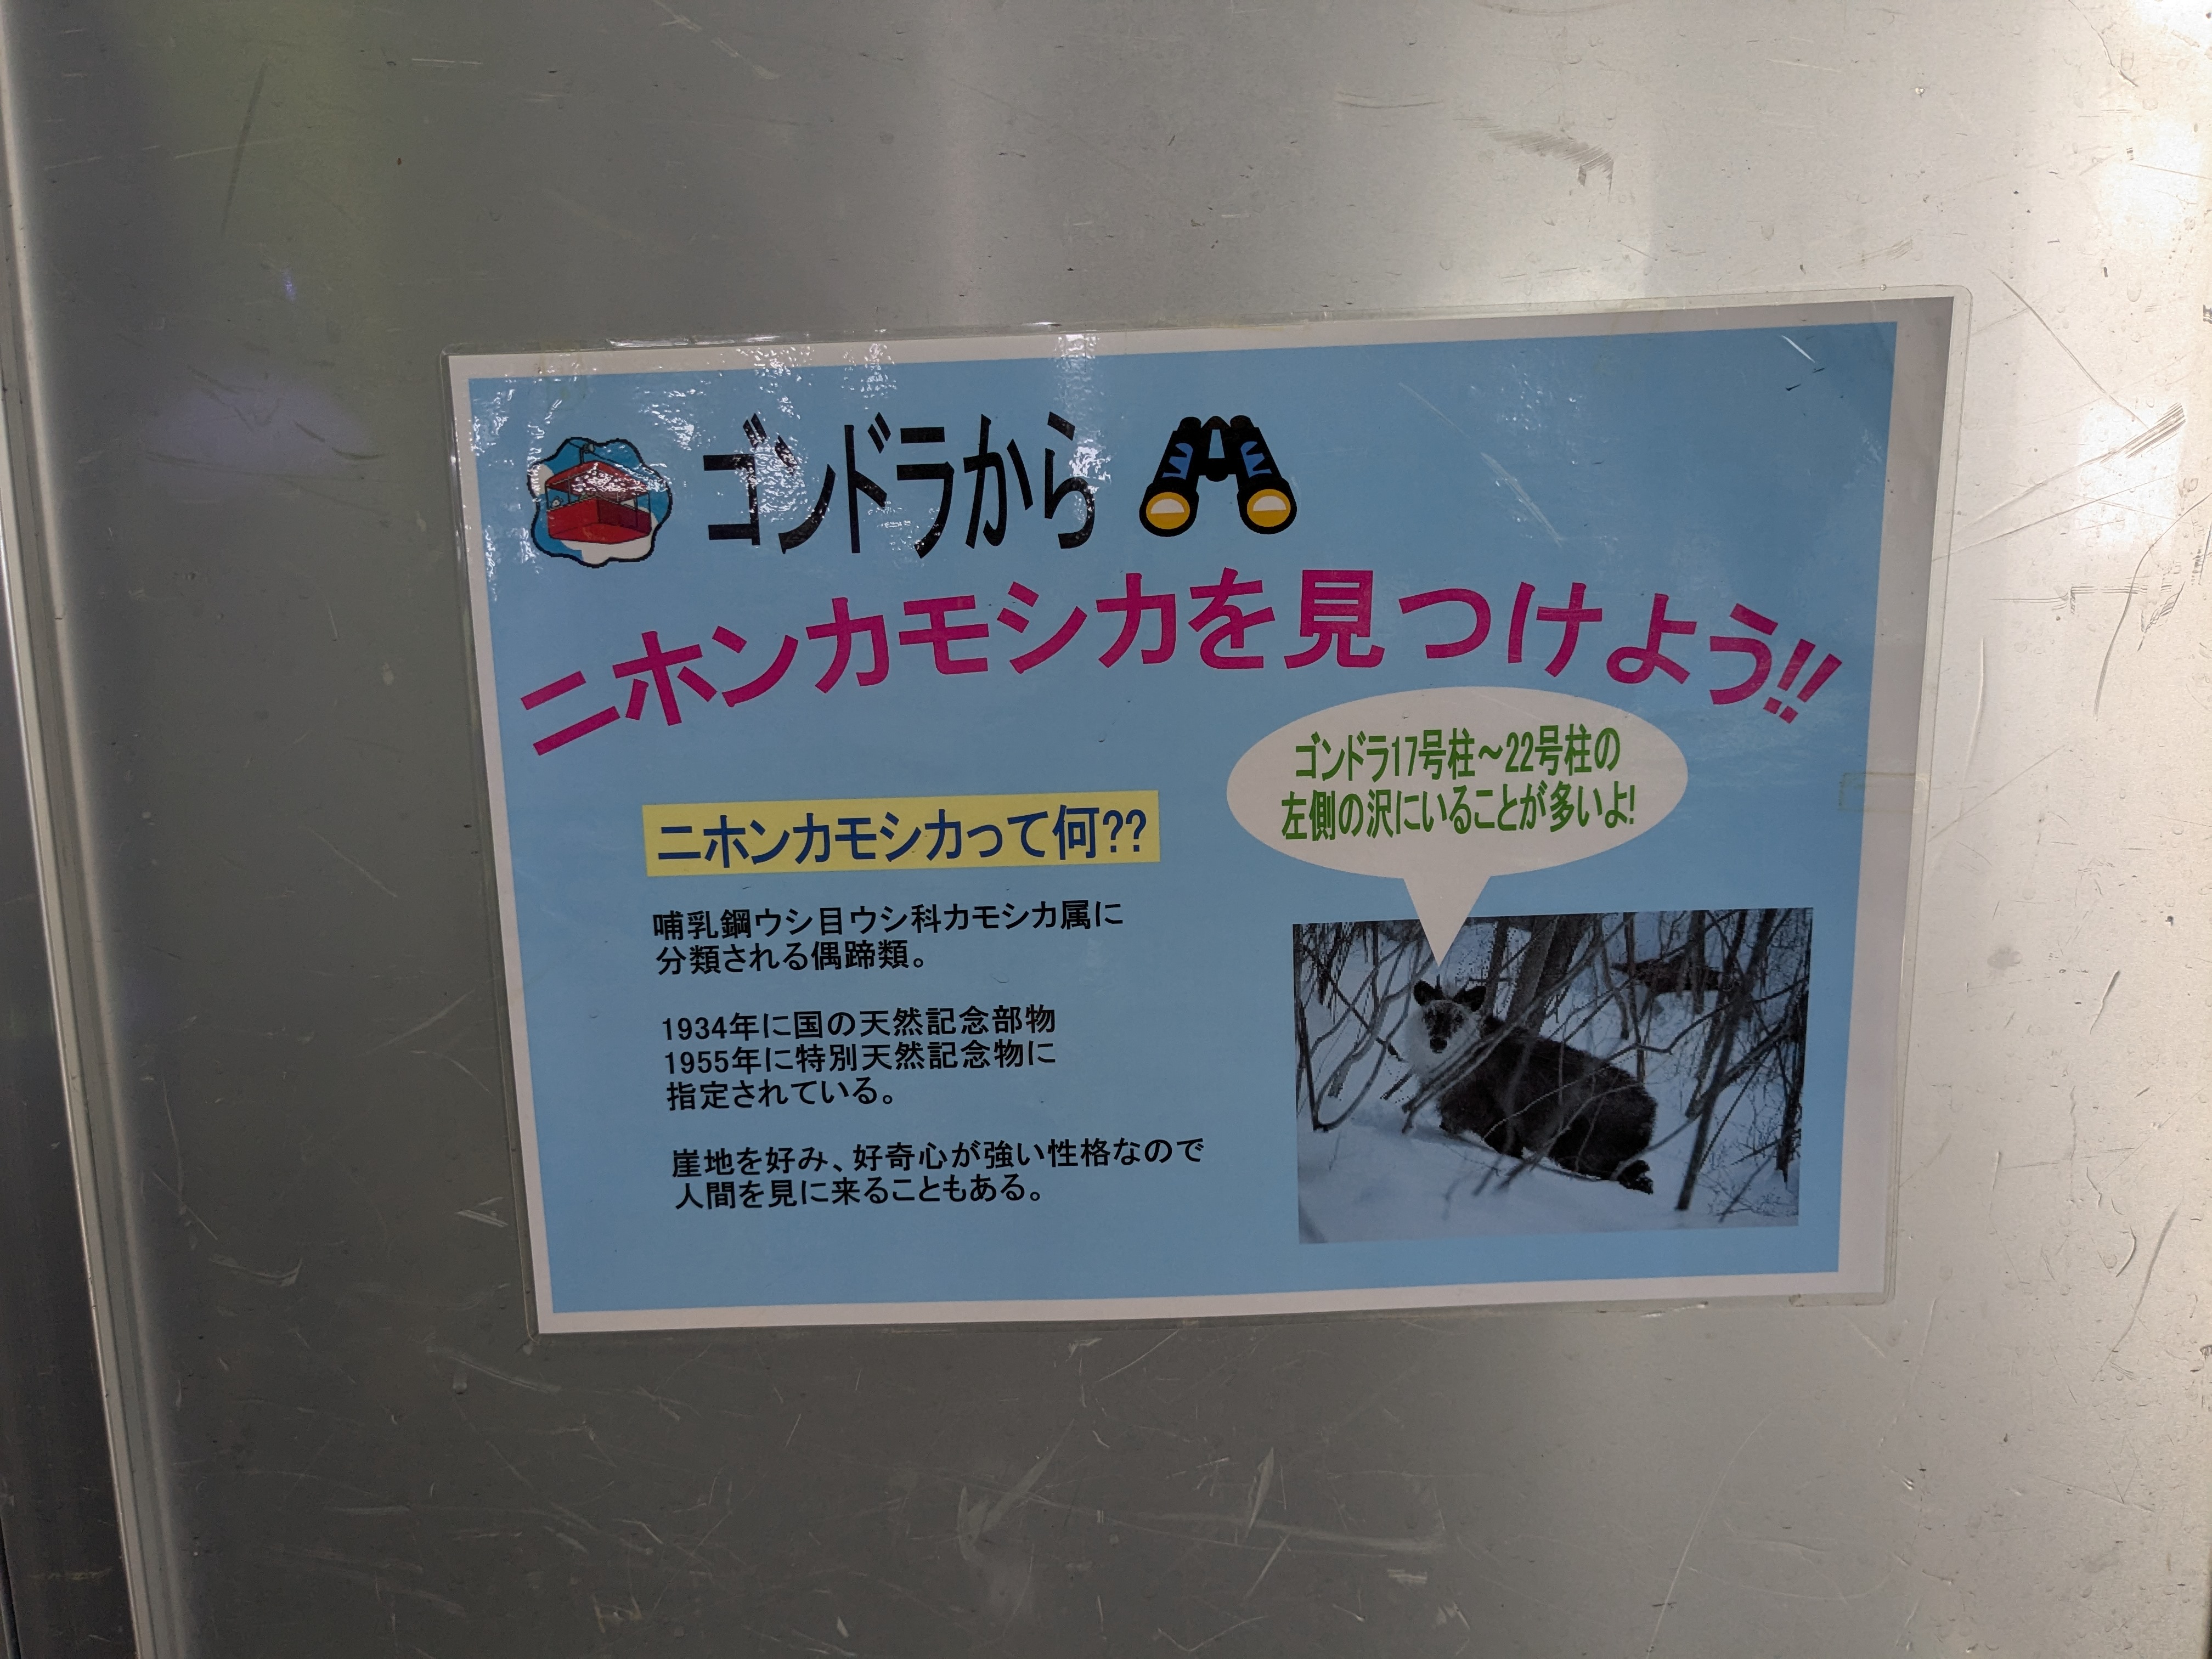 ゴンドラから
ニホンカモシカを見つけよう!!
ゴンドラ17号柱～22号柱の
左側の沢にいることが多いよ!
ニホンカモシカって何??
哺乳鋼ウシ目ウシ科カモシカ属に
分類される偶蹄類。
1934年に国の天然記念部物
1955年に特別天然記念物に
指定されている。
崖地を好み、好奇心が強い性格なので
人間を見に来ることもある。